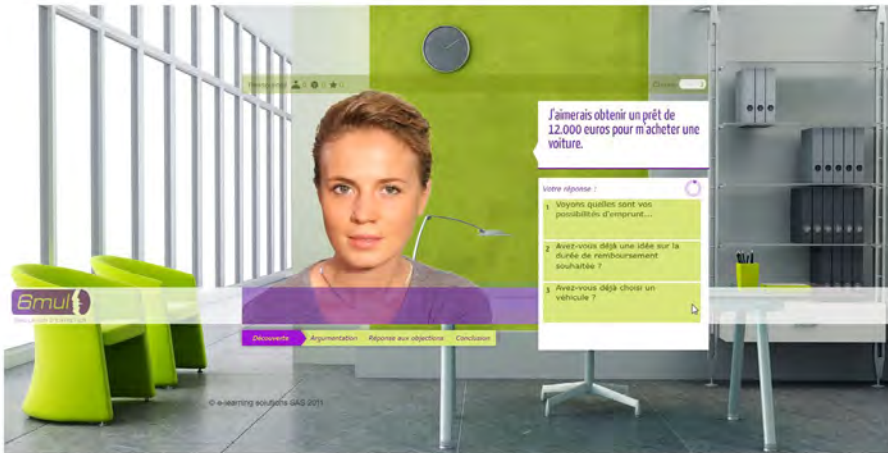 J'aimerais obtenir un prêt de
12.000 euros pour m'acheter une
voiture.
Votre réponse :
1 Voyons quelles sont vos
possibilités d'emprunt...
2 Avez-vous déjà une idée sur la
durée de remboursement
souhaitée ?
3 Avez-vous déjà choisi un
véhicule ?
6mul
Découverte Argumentation Réponse aux objections Conclusion
© e-learning solutions SAS 2011